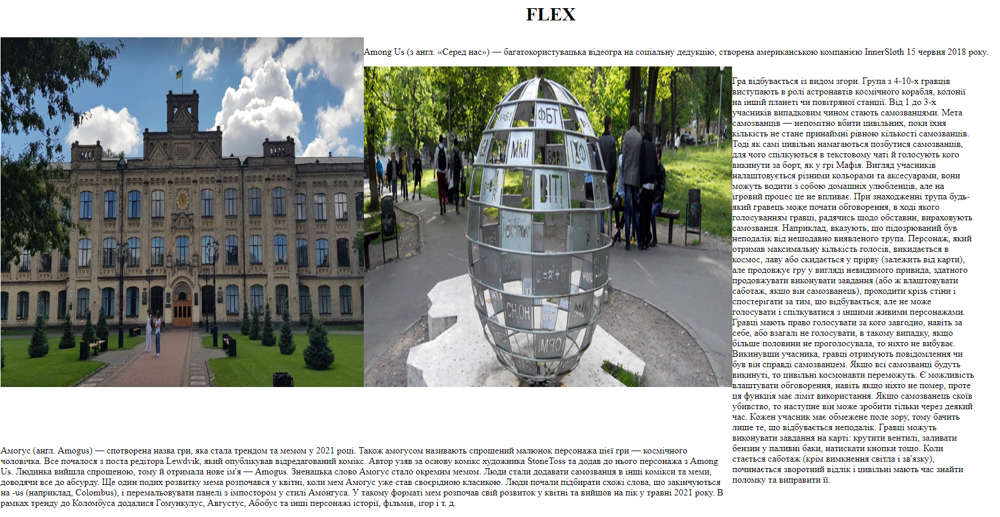 FLEX
Among Us (з англ. «Серед нас») — багатокористувацька відеогра на соціальну дедукцію, створена американською компанією InnerSloth 15 червня 2018 року.
ФБТ
ММІ
ХФ
ВПІ
CH₃OH
ОРМ
Гра відбувається із видом згори. Група з 4-10-х гравців
виступають в ролі астронавтів космічного корабля, колонії
на іншій планеті чи повітряної станції. Від 1 до 3-х
учасників випадковим чином стають самозванцями. Мета
самозванців — непомітно вбити цивільних, поки їхня
кількість не стане принаймні рівною кількості самозванців.
Тоді як самі цивільні намагаються позбутися самозванців,
для чого спілкуються в текстовому чаті й голосують кого
викинути за борт, як у грі Мафія. Вигляд учасників
налаштовується різними кольорами та аксесуарами, вони
можуть водити з собою домашніх улюбленців, але на
ігровий процес це не впливає. При знаходженні трупа будь-
який гравець може почати обговорення, в ході якого
голосуванням гравці, радячись щодо обставин, вираховують
самозванця. Наприклад, вказують, що підозрюваний був
неподалік від нещодавно виявленого трупа. Персонаж, який
отримав максимальну кількість голосів, викидається в
космос, лаву або скидається у прірву (залежить від карти),
але продовжує гру у вигляді невидимого привида, здатного
продовжувати виконувати завдання (або ж влаштовувати
саботаж, якщо він самозванець), проходити крізь стіни і
спостерігати за тим, що відбувається, але не може
голосувати і спілкуватися з іншими живими персонажами.
Гравці мають право голосувати за кого завгодно, навіть за
себе, або взагалі не голосувати, в такому випадку, якщо
більше половини не проголосувала, то ніхто не вибуває.
Викинувши учасника, гравці отримують повідомлення чи
був він справді самозванцем. Якщо всі самозванці будуть
викинуті, то цивільні космонавти переможуть. Є можливість
влаштувати обговорення, навіть якщо ніхто не помер, проте
ця функція має ліміт використання. Якщо самозванець скоїв
убивство, то наступне він може зробити тільки через деякий
час. Кожен учасник має обмежене поле зору, тому бачить
лише те, що відбувається неподалік. Гравці можуть
виконувати завдання на карті: крутити вентилі, заливати
бензин у паливні баки, натискати кнопки тощо. Коли
стається саботаж (крім вимкнення світла і зв'язку),
починається зворотний відлік і цивільні мають час знайти
поломку та виправити її.
Амогус (англ. Amogus) — спотворена назва гри, яка стала трендом та мемом у 2021 році. Також амогусом називають спрощений малюнок персонажа цієї гри — космічного
чоловічка. Все почалося з поста редітора Lewdvik, який опублікував відредагований комікс. Автор узяв за основу комікс художника StoneToss та додав до нього персонажа з Among
Us. Людинка вийшла спрощеною, тому й отримала нове ім'я — Amogus. Зненацька слово Амогус стало окремим мемом. Люди стали додавати самозванця в інші комікси та меми,
доводячи все до абсурду. Ще один подих розвитку мема розпочався у квітні, коли мем Амогус уже став своєрідною класикою. Люди почали підбирати схожі слова, що закінчуються
на -us (наприклад, Colombus), і перемальовувати панелі з імпостором у стилі Амонгуса. У такому форматі мем розпочав свій розвиток у квітні та вийшов на пік у травні 2021 року. В
рамках тренду до Коломбуса додалися Гомункулус, Августус, Абобус та інші персонажі історії, фільмів, ігор і т. д.